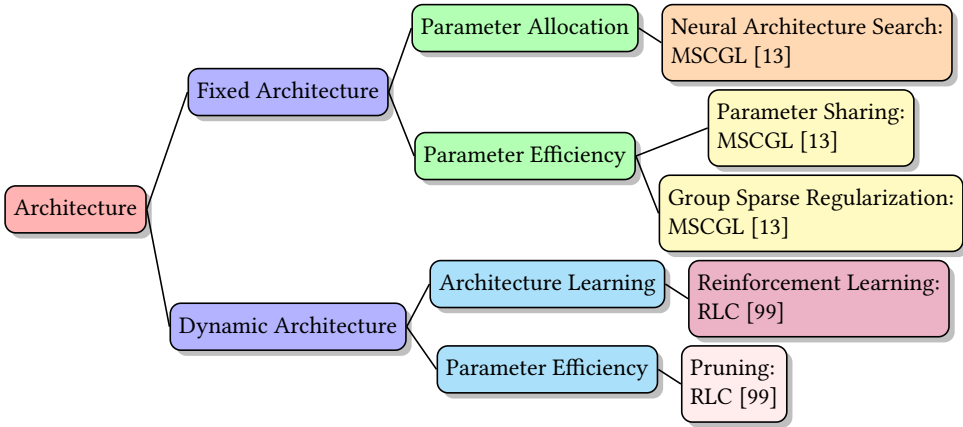 Parameter Allocation
Neural Architecture Search:
MSCGL [13]
Fixed Architecture
Parameter Sharing:
MSCGL [13]
Parameter Efficiency
Group Sparse Regularization:
MSCGL [13]
Architecture
Architecture Learning
Reinforcement Learning:
RLC [99]
Dynamic Architecture
Parameter Efficiency
Pruning:
RLC [99]